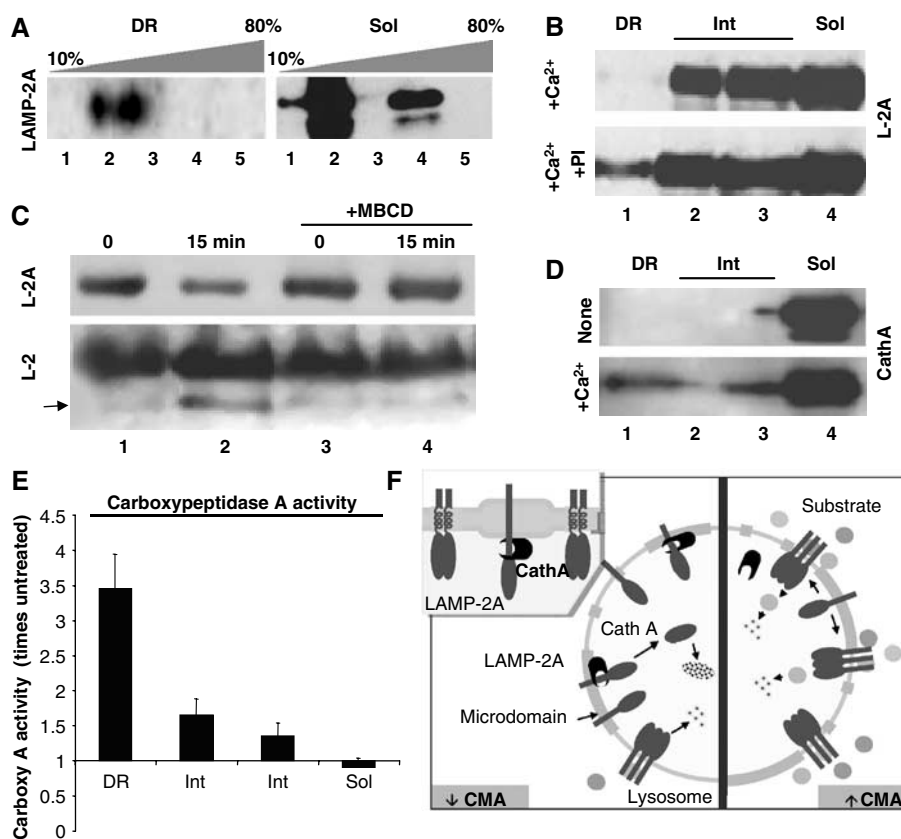 A
DR
Sol
10%
80%
10%
80%
LAMP-2A
1 2 3 4 5
1 2 3 4 5
B
DR Int Sol
+Ca²⁺
+Ca²⁺
+PI
L-2A
1 2 3 4
C
+MBCD
0 15 min 0 15 min
L-2A
L-2
1 2 3 4
D
DR Int Sol
None
+Ca²⁺
CathA
1 2 3 4
E
Carboxypeptidase A activity
Carboxy A activity (times untreated)
4.5
4
3.5
3
2.5
2
1.5
1
0.5
0
DR Int Int Sol
F
CathA
LAMP-2A
Substrate
Cath A
LAMP-2A
Microdomain
Lysosome
↓ CMA
↑ CMA